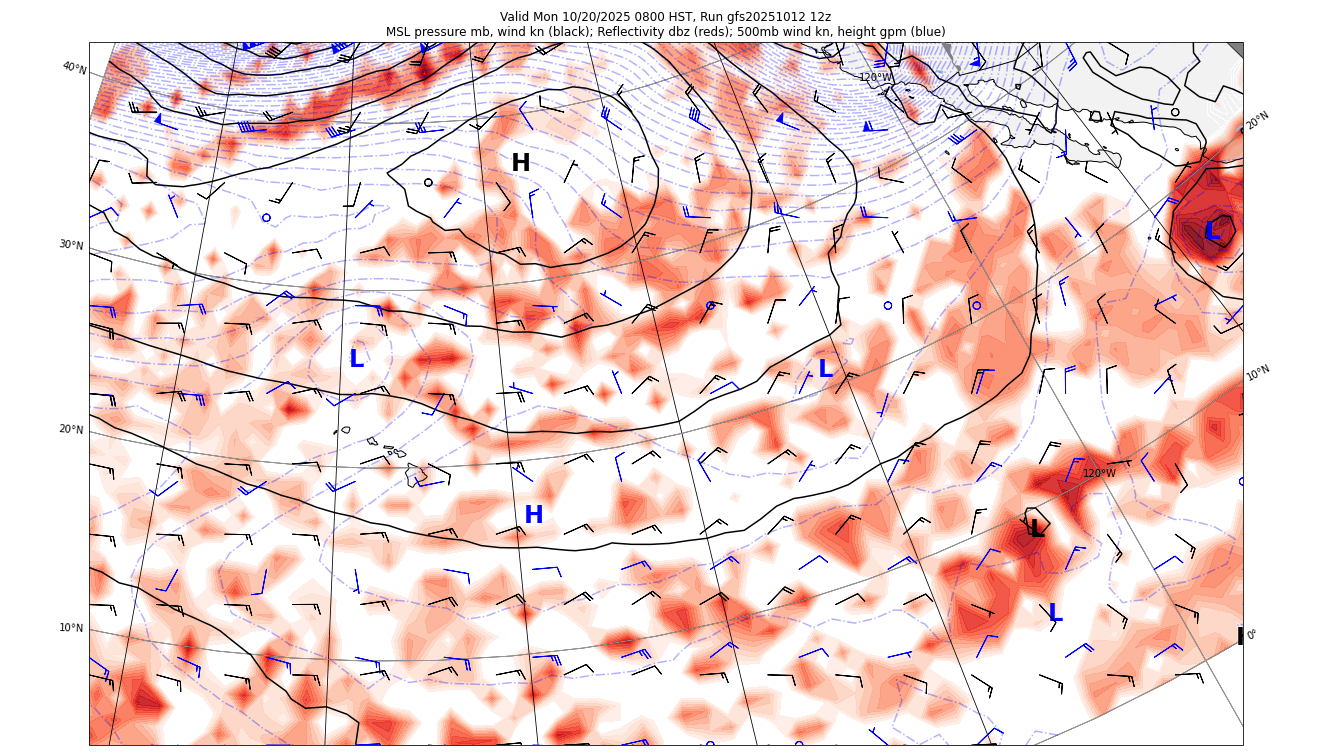 Valid Mon 10/20/2025 0800 HST, Run gfs20251012 12z
MSL pressure mb, wind kn (black); Reflectivity dbz (reds); 500mb wind kn, height gpm (blue)
40°N
120°W
20°N
H
L
30°N
L
L
10°N
20°N
120°W
H
L
L
10°N
0°